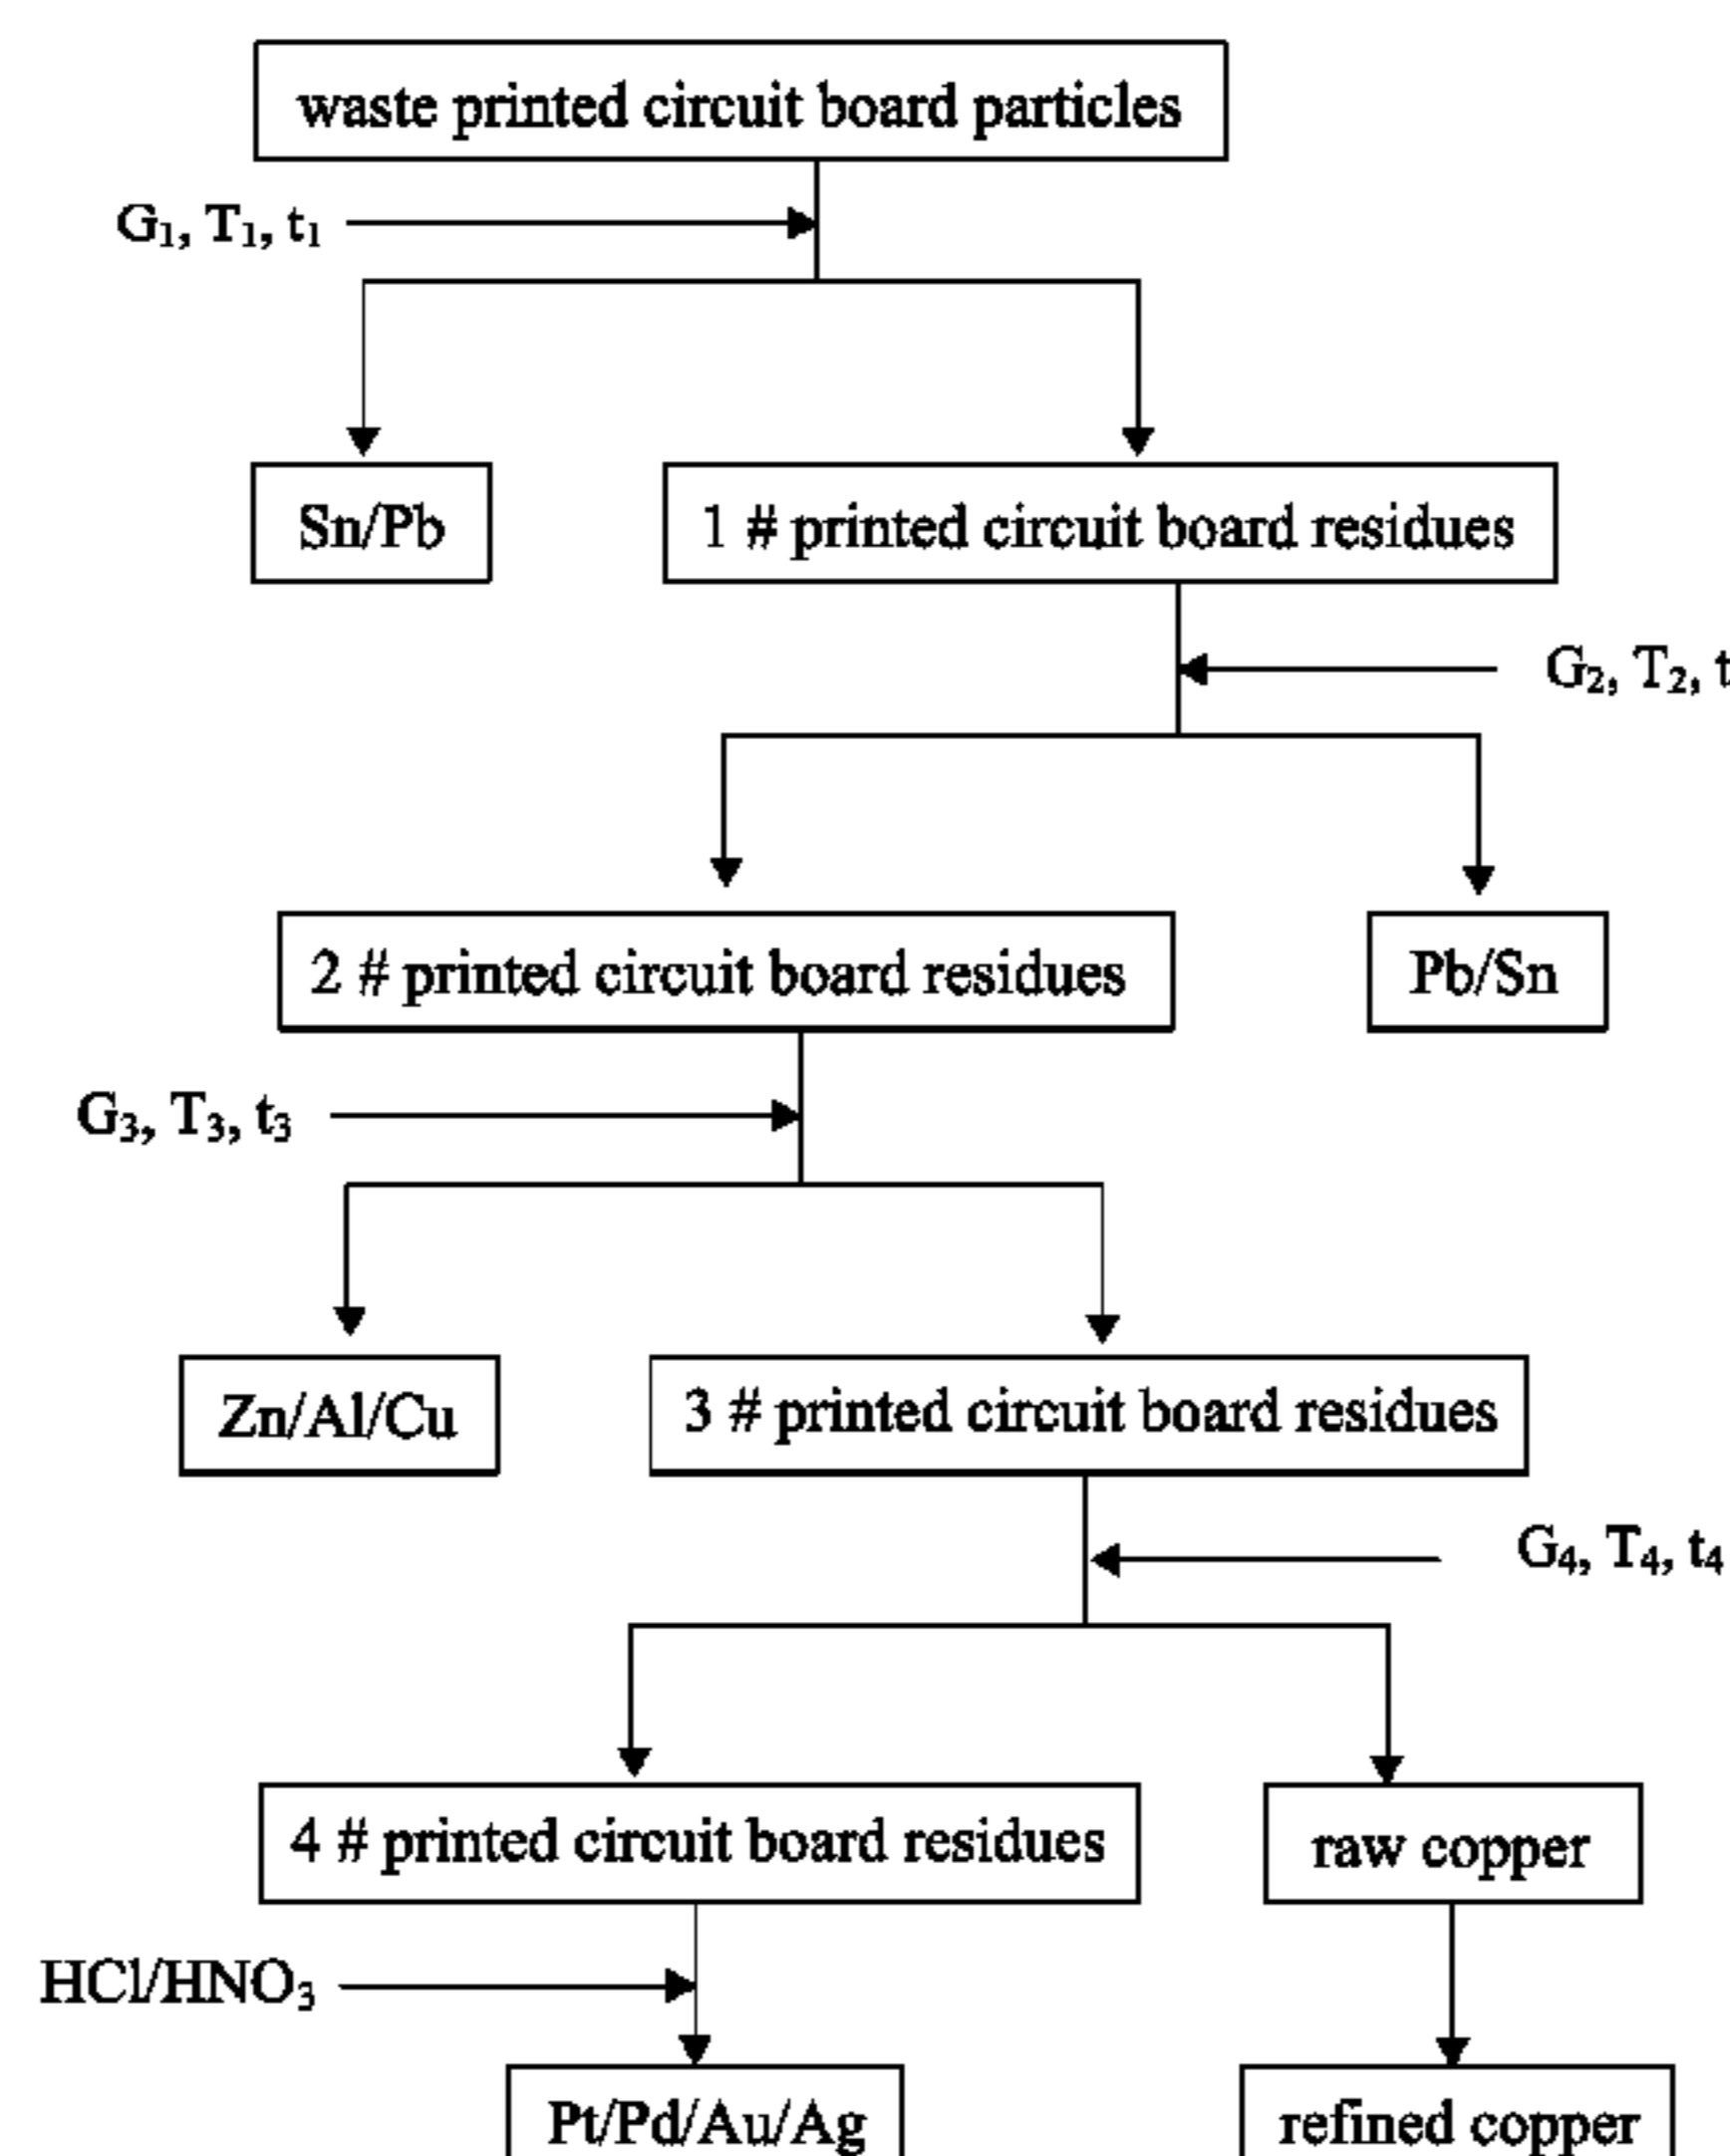 waste printed circuit board particles
G₁, T₁, t₁
Sn/Pb
1 # printed circuit board residues
G₂, T₂, t
2 # printed circuit board residues
Pb/Sn
G₃, T₃, t₃
Zn/Al/Cu
3 # printed circuit board residues
G₄, T₄, t₄
4 # printed circuit board residues
raw copper
HCl/HNO₃
Pt/Pd/Au/Ag
refined copper